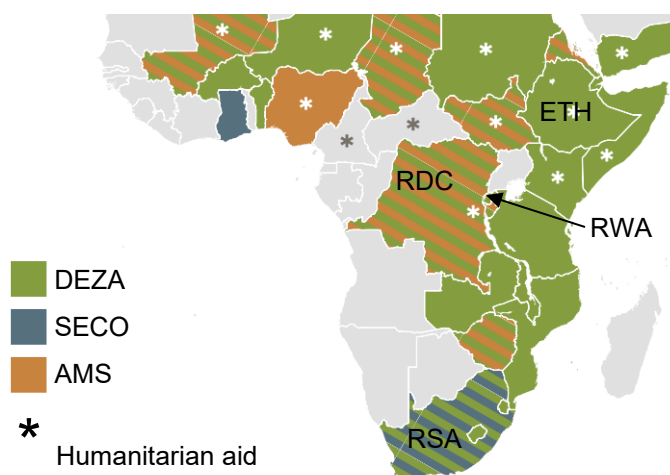 ETH
RDC
RWA
DEZA
SECO
AMS
* Humanitarian aid
RSA